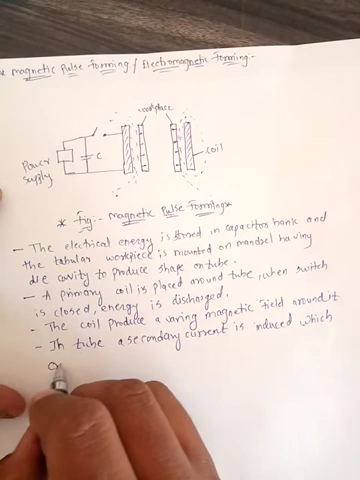 * Magnetic Pulse Forming / Electromagnetic Forming:-
workpiece
coil
C
Power
supply
* Fig:- Magnetic Pulse Forming *
- The electrical energy is stored in capacitor bank and
the tabular workpiece is mounted on mandrel having
die cavity to produce shape on tube.
- A primary coil is placed around tube, when switch
is closed, energy is discharged.
- The coil produce a varing magnetic field around it
- In tube a secondary current is induced which